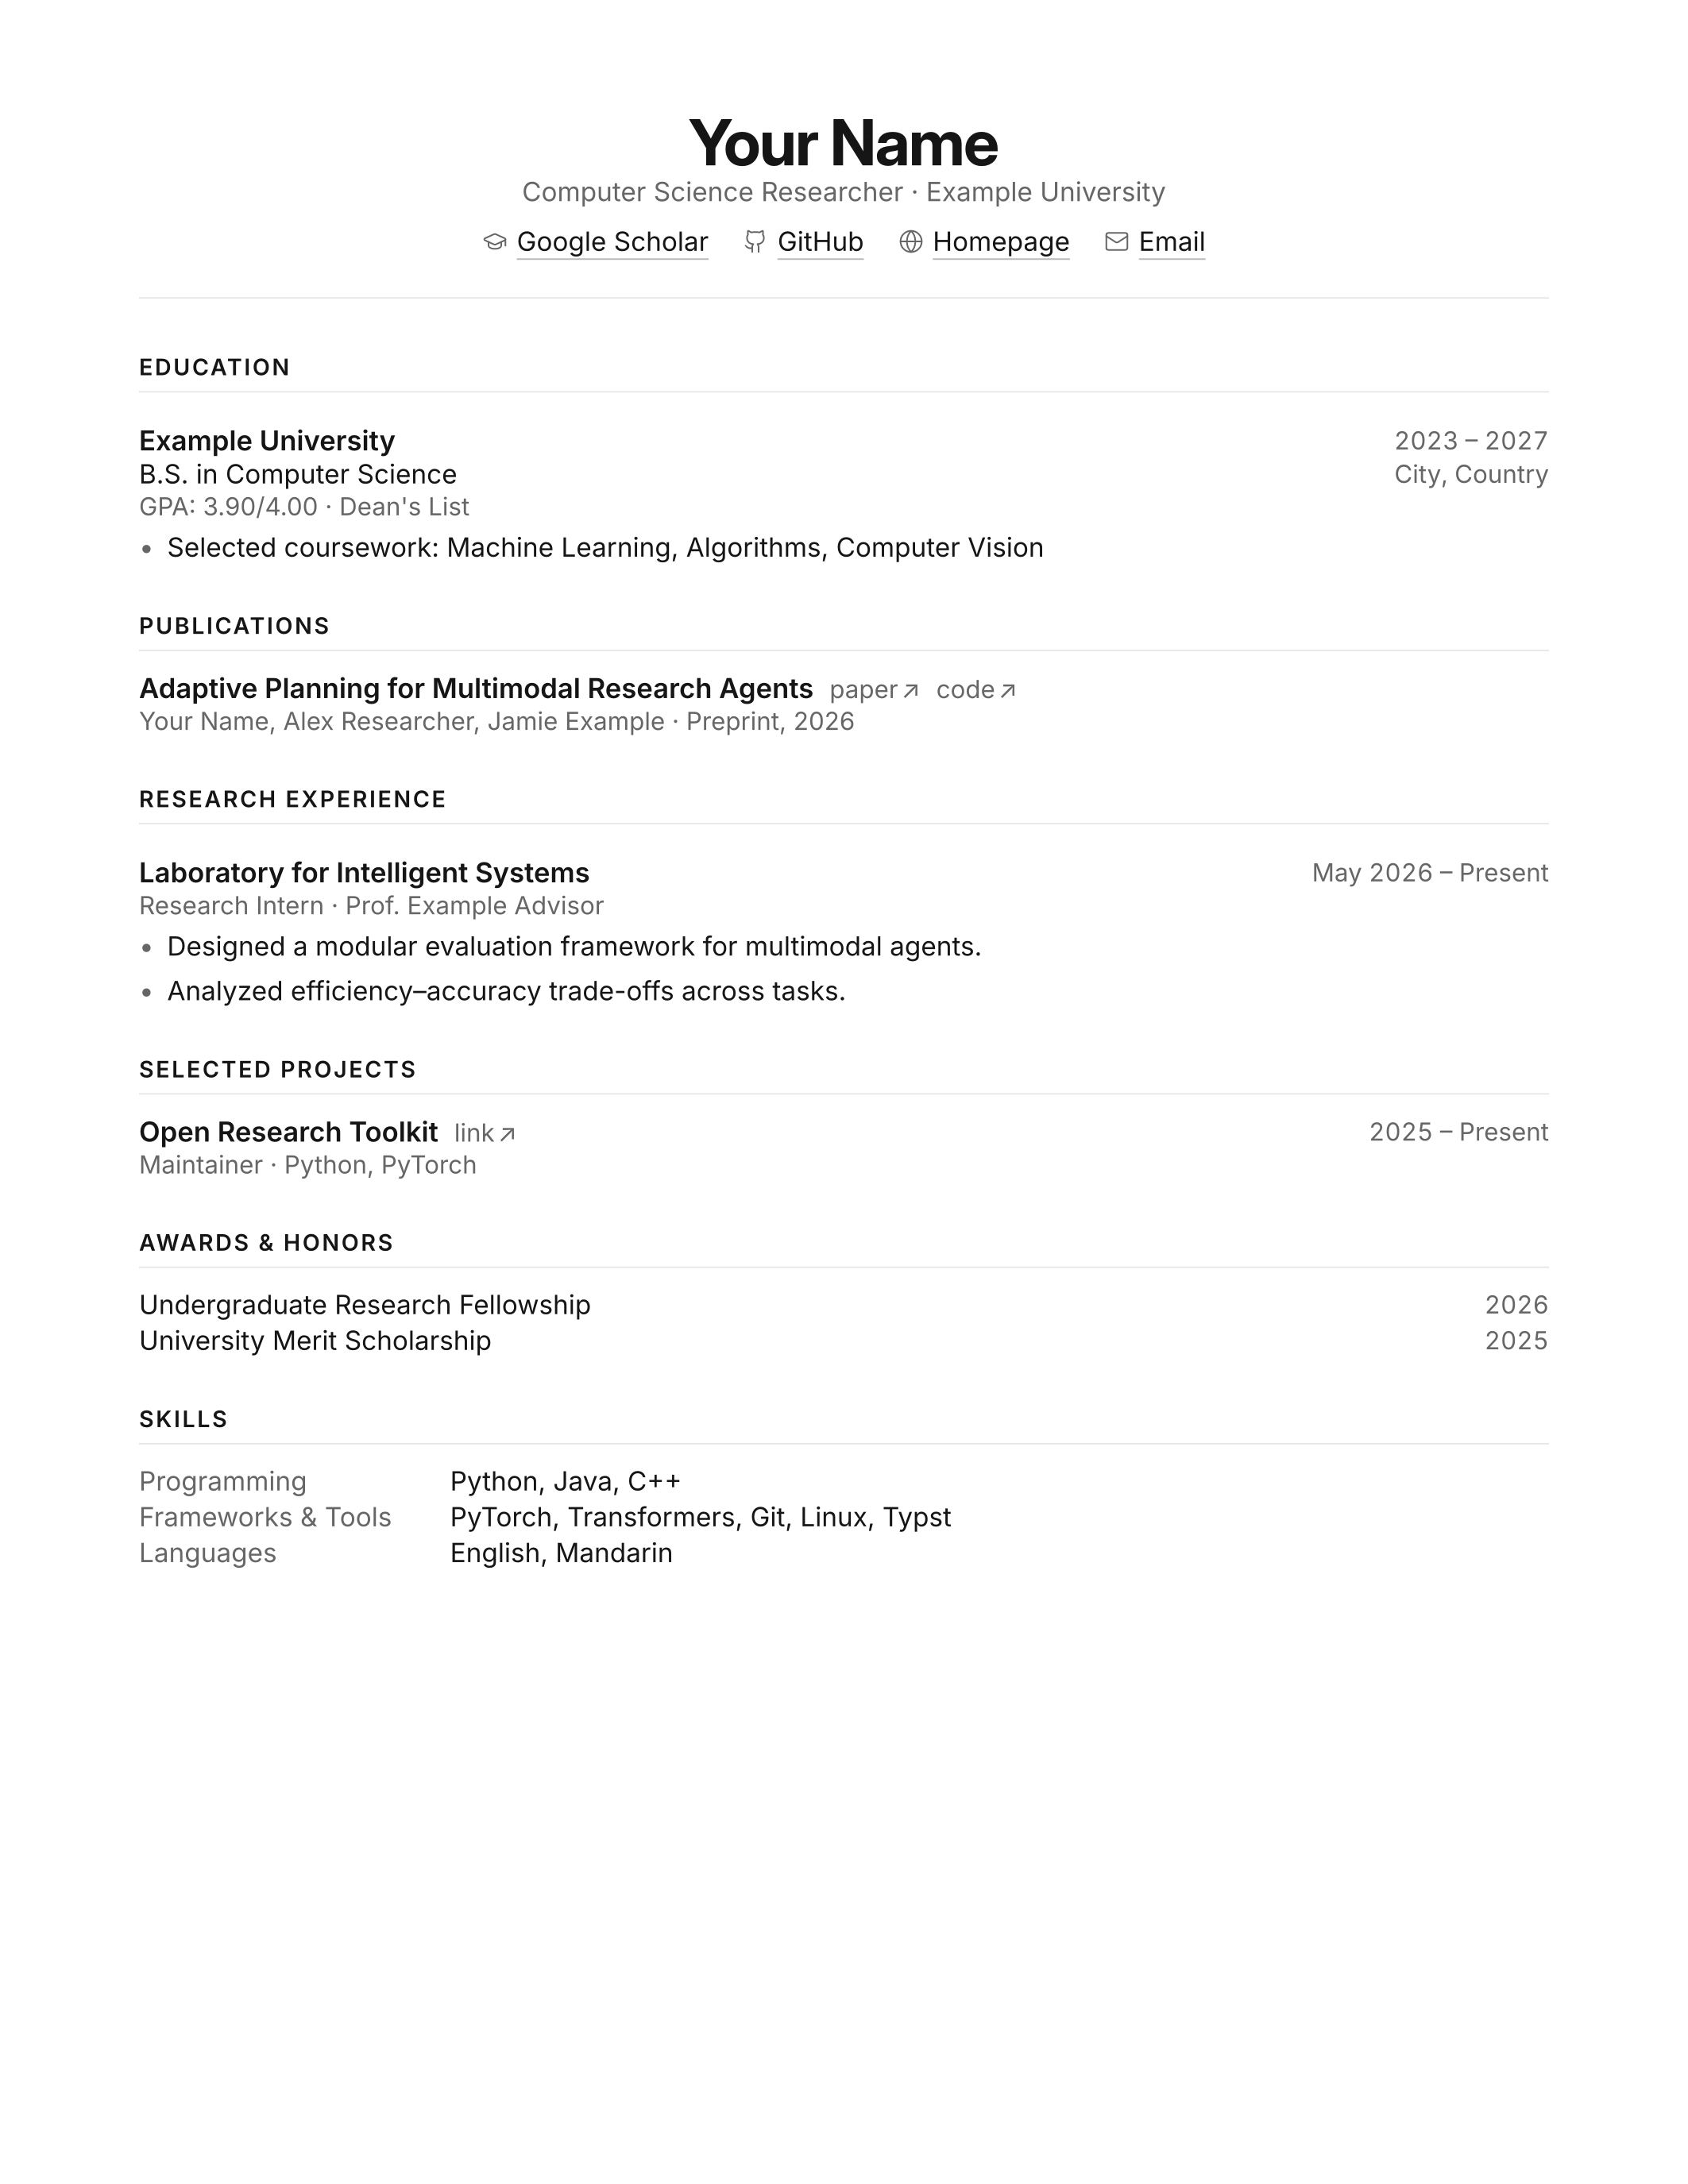 Your Name
Computer Science Researcher · Example University
Google Scholar GitHub Homepage Email
EDUCATION
Example University 2023 – 2027
B.S. in Computer Science City, Country
GPA: 3.90/4.00 · Dean's List
• Selected coursework: Machine Learning, Algorithms, Computer Vision
PUBLICATIONS
Adaptive Planning for Multimodal Research Agents paper↗ code↗
Your Name, Alex Researcher, Jamie Example · Preprint, 2026
RESEARCH EXPERIENCE
Laboratory for Intelligent Systems May 2026 – Present
Research Intern · Prof. Example Advisor
• Designed a modular evaluation framework for multimodal agents.
• Analyzed efficiency–accuracy trade-offs across tasks.
SELECTED PROJECTS
Open Research Toolkit link↗ 2025 – Present
Maintainer · Python, PyTorch
AWARDS & HONORS
Undergraduate Research Fellowship 2026
University Merit Scholarship 2025
SKILLS
Programming Python, Java, C++
Frameworks & Tools PyTorch, Transformers, Git, Linux, Typst
Languages English, Mandarin